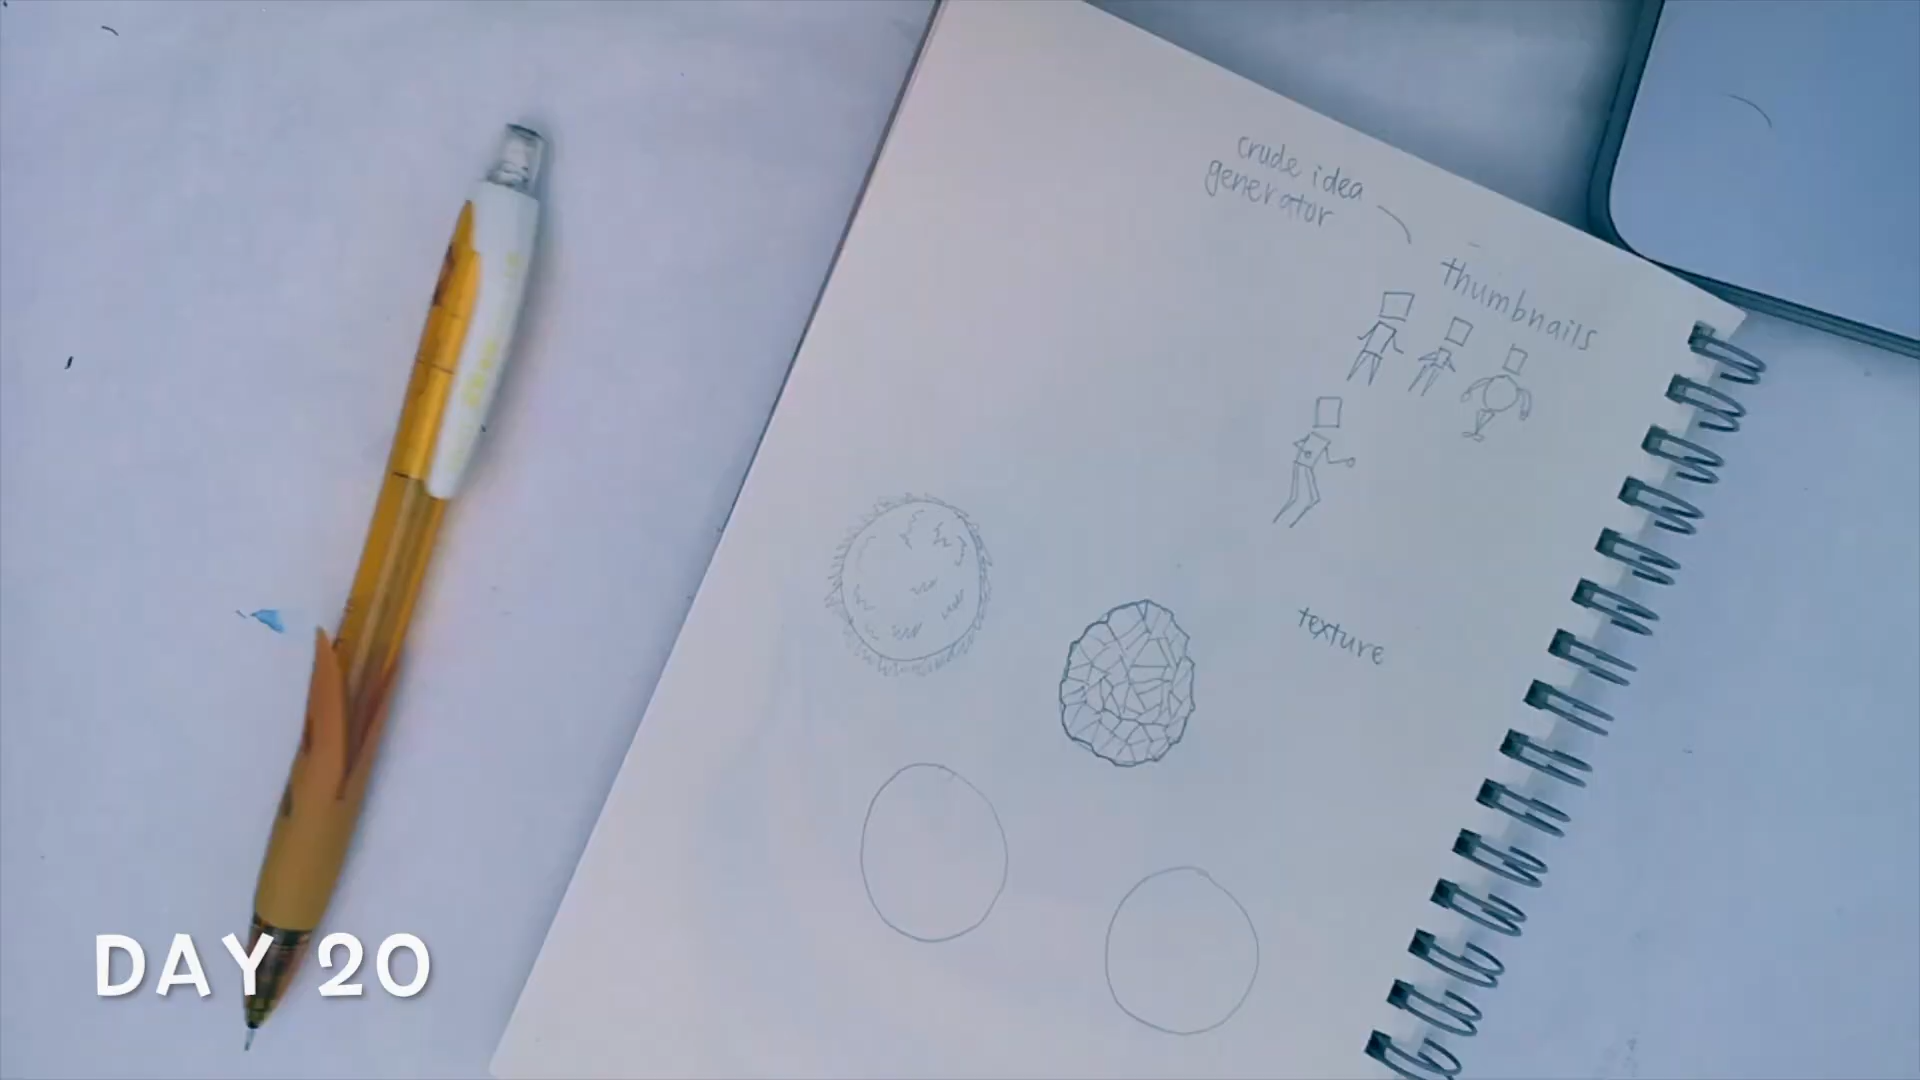 crude idea
generator
thumbnails
texture
DAY 20